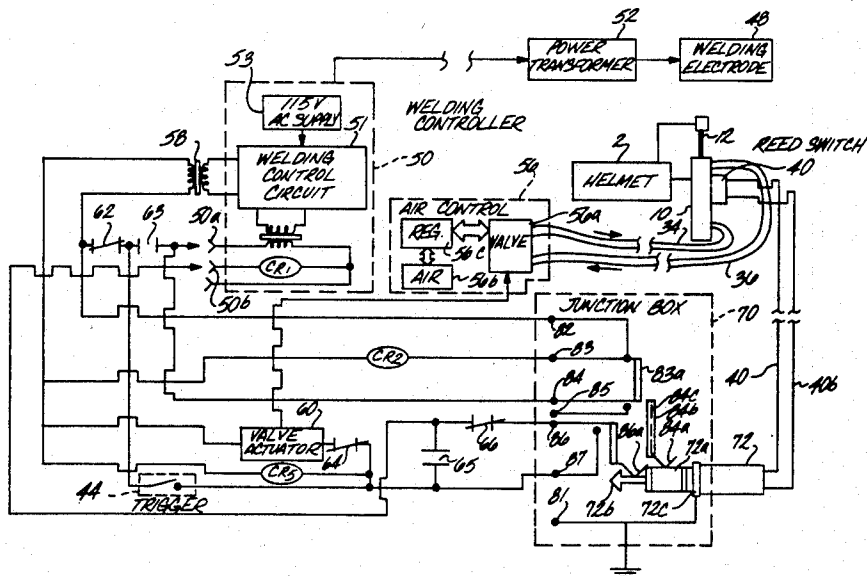 52
48
POWER
TRANSFORMER
WELDING
ELECTRODE
53
115V
AC SUPPLY
WELDING
CONTROLLER
51
50
58
WELDING
CONTROL
CIRCUIT
12
REED SWITCH
2
HELMET
40
10
34
36
56
AIR CONTROL
56a
REG.
VALVE
56c
AIR
56b
62
63
50a
CR1
50b
JUNCTION BOX
70
82
83
CR2
83a
84
85
84c
84b
84a
40
40b
60
VALVE
ACTUATOR
64
66
86
86a
72a
72
65
CR5
87
44
TRIGGER
72b
72c
81